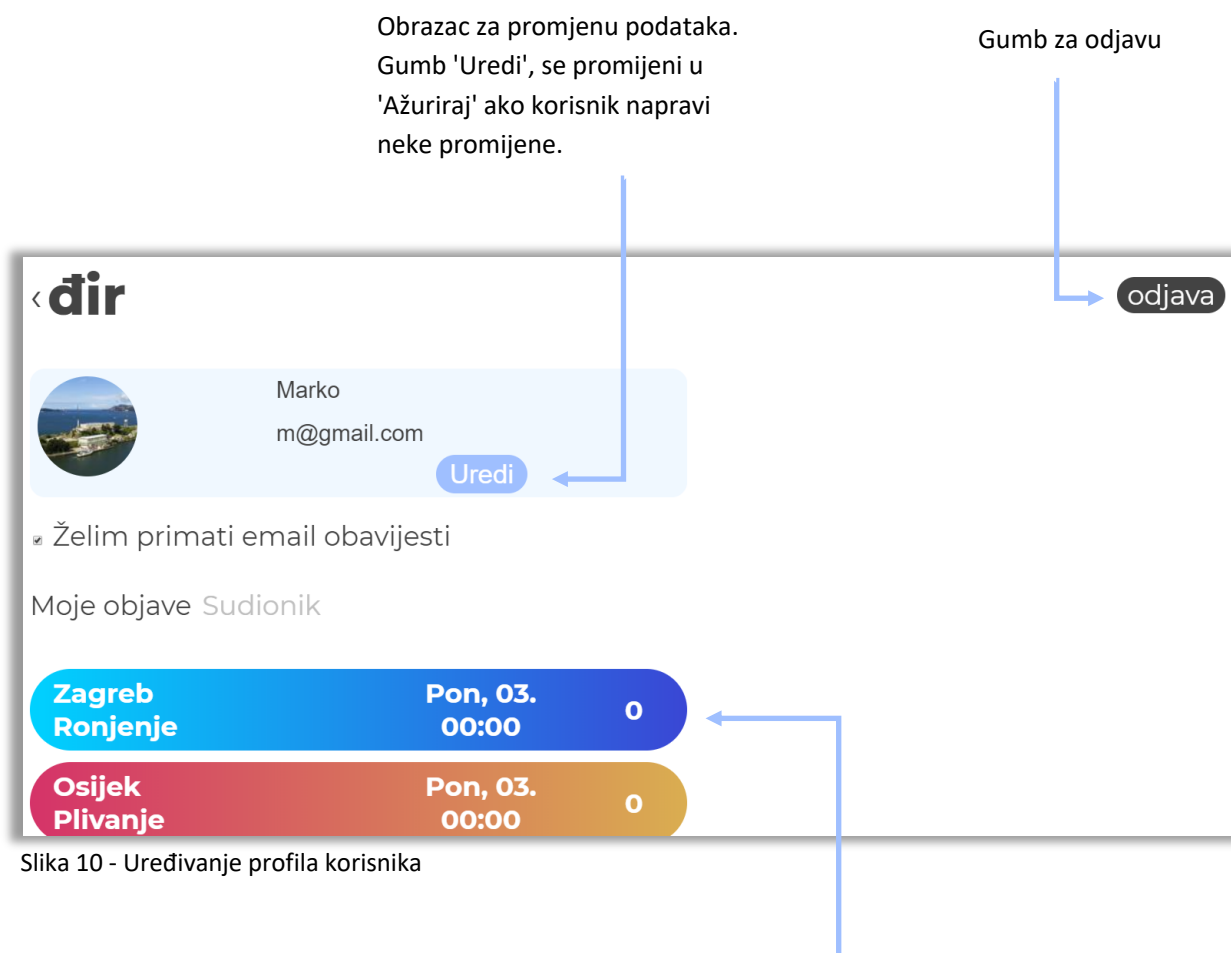 Obrazac za promjenu podataka.
Gumb 'Uredi', se promijeni u
'Ažuriraj' ako korisnik napravi
neke promijene.
Gumb za odjavu
‹ đir
odjava
Marko
m@gmail.com
Uredi
Želim primati email obavijesti
Moje objave Sudionik
Zagreb
Ronjenje
Pon, 03.
00:00
0
Osijek
Plivanje
Pon, 03.
00:00
0
Slika 10 - Uređivanje profila korisnika